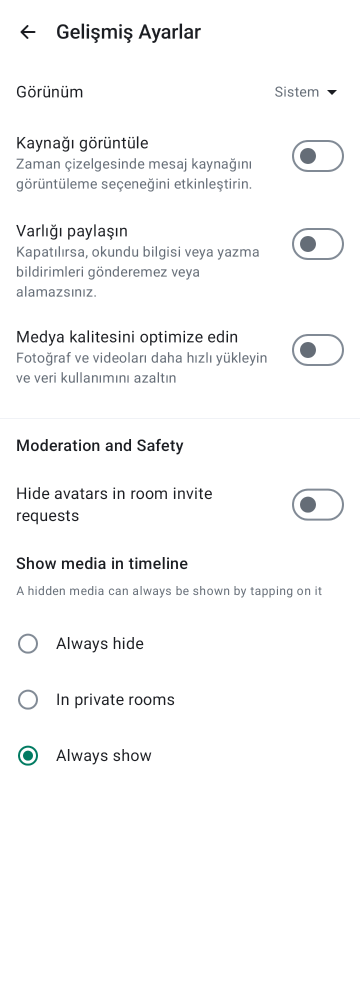 Gelişmiş Ayarlar
Görünüm
Sistem
Kaynağı görüntüle
Zaman çizelgesinde mesaj kaynağını
görüntüleme seçeneğini etkinleştirin.
Varlığı paylaşın
Kapatılırsa, okundu bilgisi veya yazma
bildirimleri gönderemez veya
alamazsınız.
Medya kalitesini optimize edin
Fotoğraf ve videoları daha hızlı yükleyin
ve veri kullanımını azaltın
Moderation and Safety
Hide avatars in room invite
requests
Show media in timeline
A hidden media can always be shown by tapping on it
Always hide
In private rooms
Always show